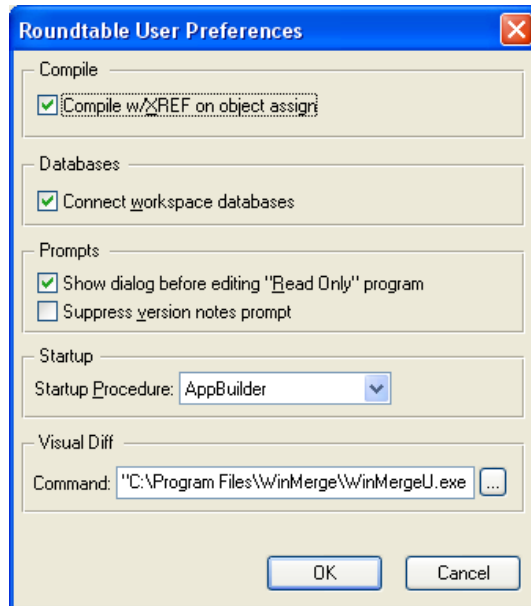 Roundtable User Preferences
Compile
Compile w/XREF on object assign
Databases
Connect workspace databases
Prompts
Show dialog before editing "Read Only" program
Suppress version notes prompt
Startup
Startup Procedure: AppBuilder
Visual Diff
Command: "C:\Program Files\WinMerge\WinMergeU.exe ...
OK Cancel